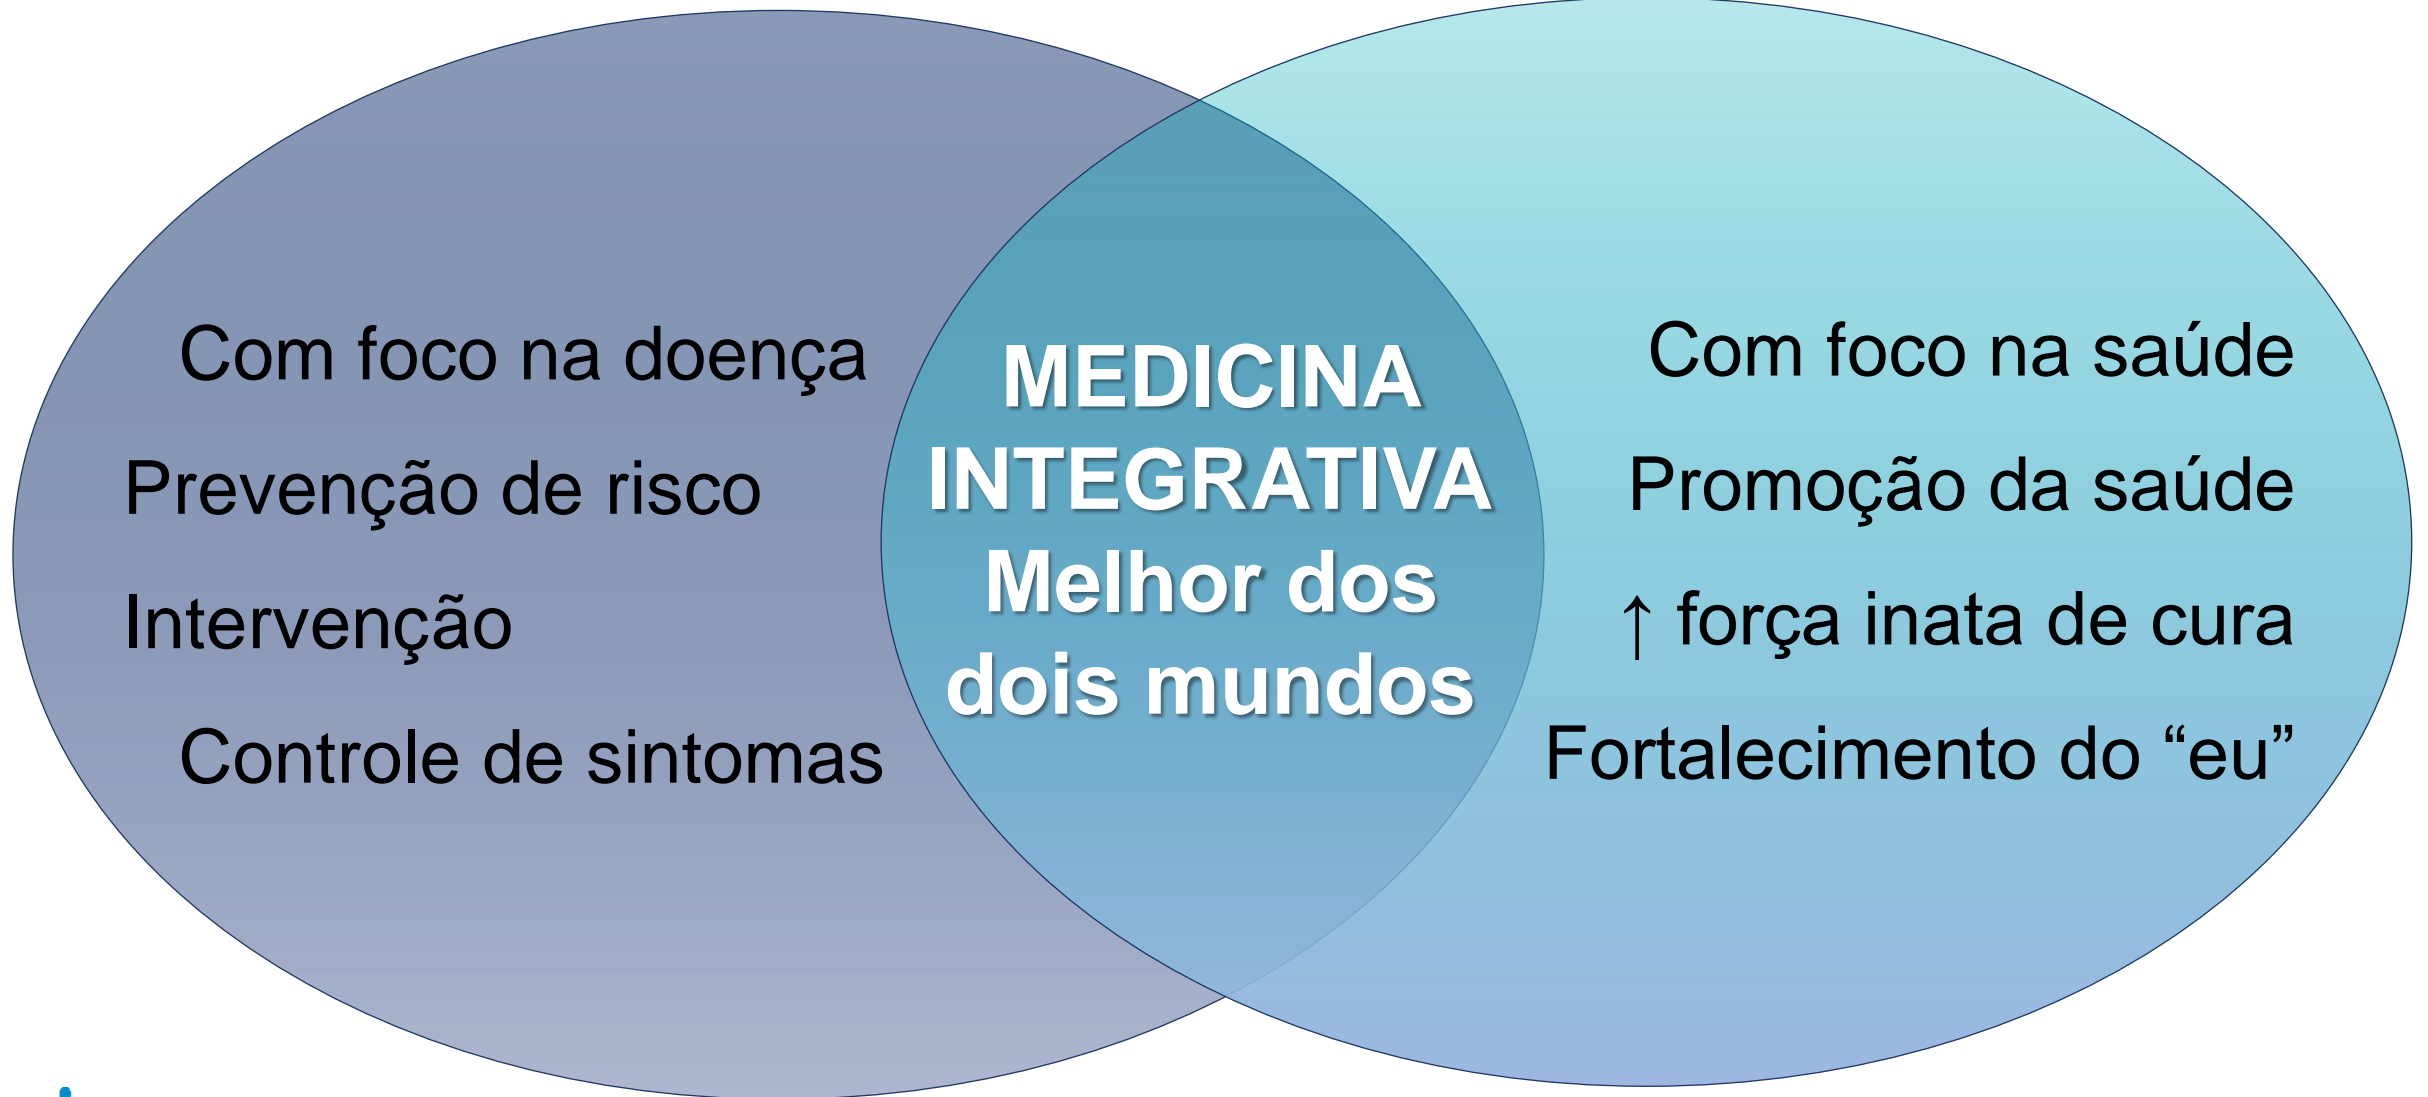 Com foco na doença
Prevenção de risco
Intervenção
Controle de sintomas
MEDICINA
INTEGRATIVA
Melhor dos
dois mundos
Com foco na saúde
Promoção da saúde
↑ força inata de cura
Fortalecimento do “eu”